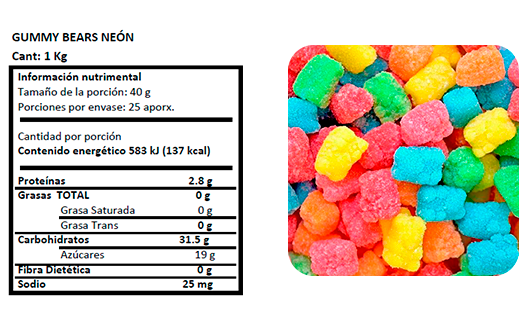 GUMMY BEARS NEÓN
Cant: 1 Kg
Información nutrimental
Tamaño de la porción: 40 g
Porciones por envase: 25 aporx.
Cantidad por porción
Contenido energético 583 kJ (137 kcal)
Proteínas 2.8 g
Grasas TOTAL 0 g
Grasa Saturada 0 g
Grasa Trans 0 g
Carbohidratos 31.5 g
Azúcares 19 g
Fibra Dietética 0 g
Sodio 25 mg